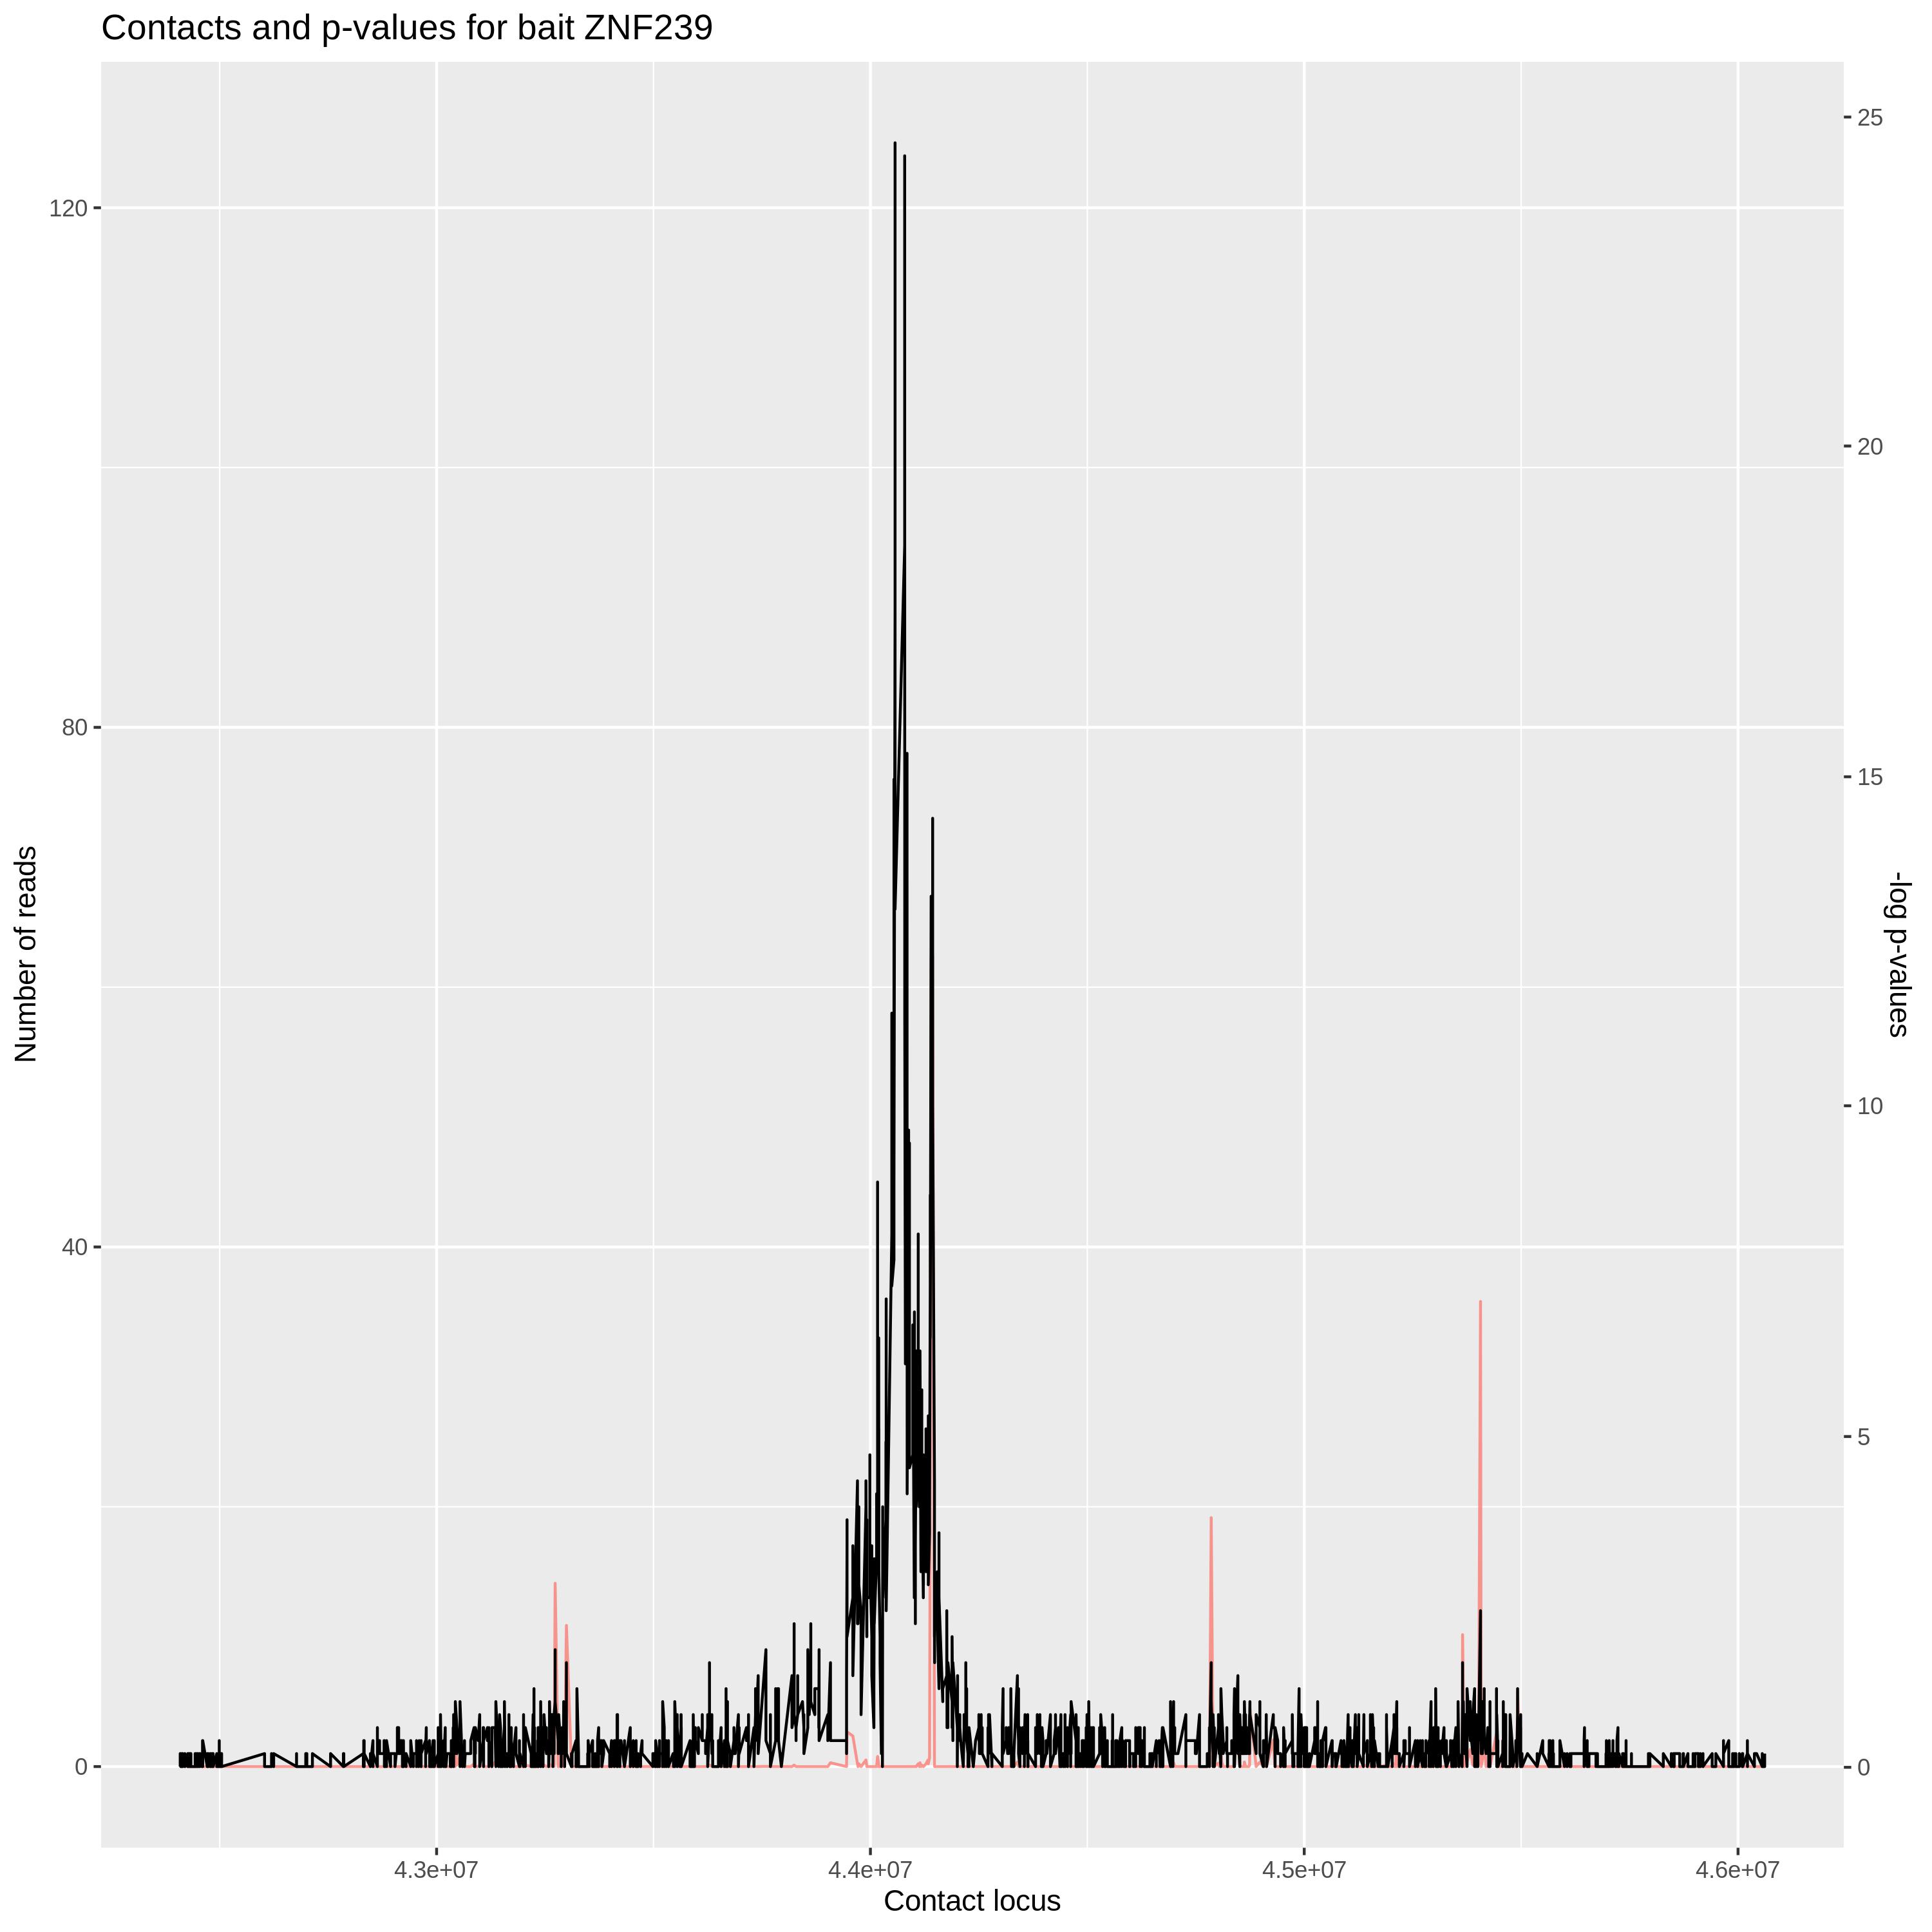 Contacts and p-values for bait ZNF239
120
80
40
0
Number of reads
25
20
15
10
5
0
-log p-values
4.3e+07
4.4e+07
4.5e+07
4.6e+07
Contact locus